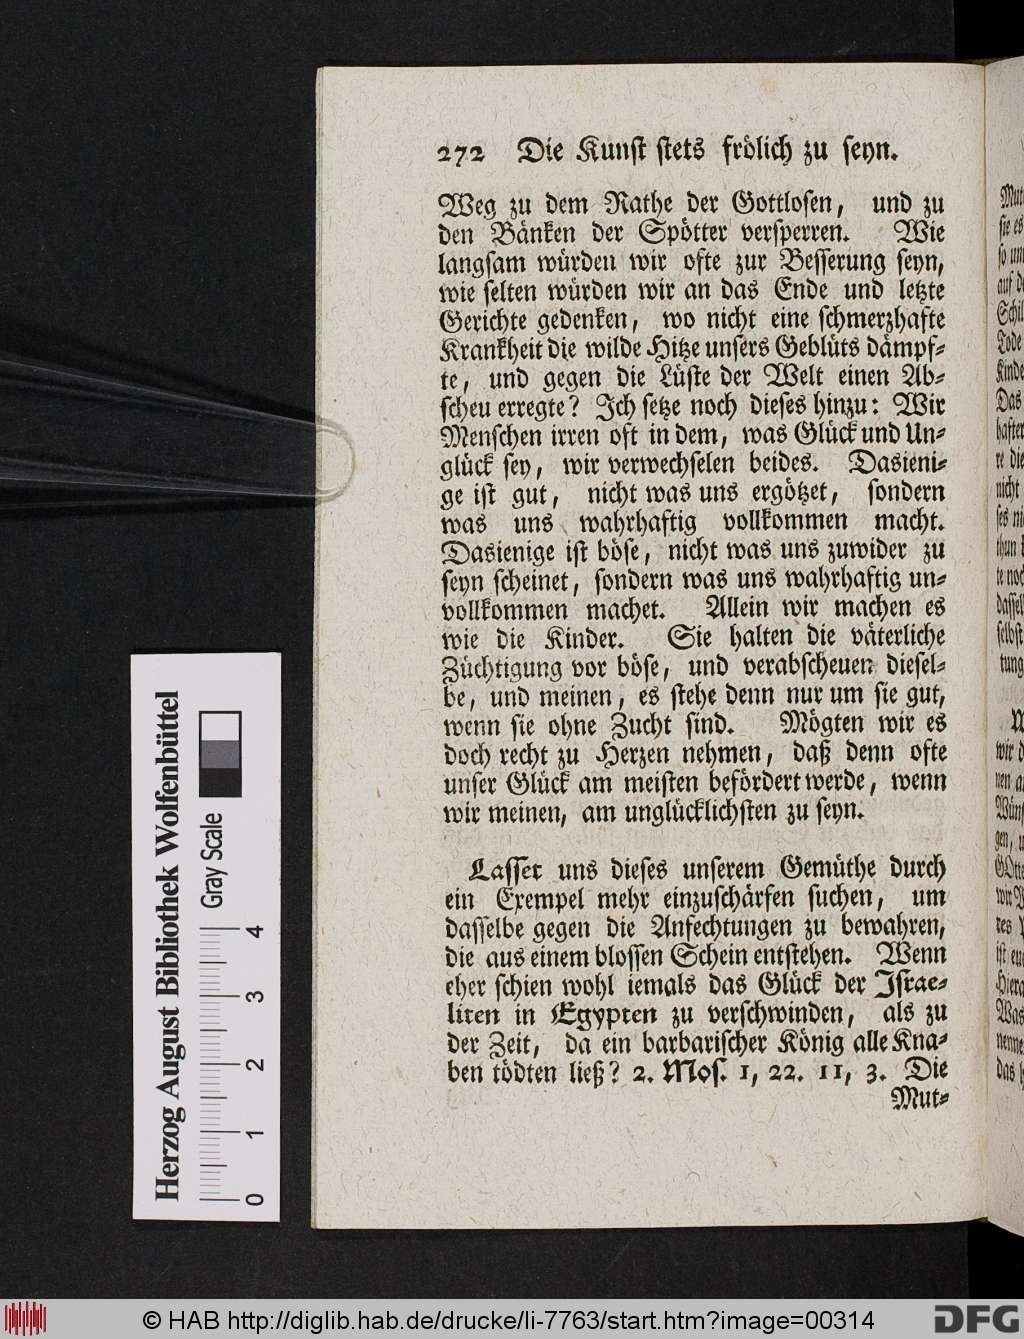 272 Die Kunst stets frölich zu seyn.
Weg zu dem Rathe der Gottlosen, und zu
den Bänken der Spötter versperren. Wie
langsam würden wir ofte zur Besserung seyn,
wie selten würden wir an das Ende und letzte
Gerichte gedenken, wo nicht eine schmerzhafte
Krankheit die wilde Hitze unsers Geblüts dämpf-
te, und gegen die Lüste der Welt einen Ab-
scheu erregte? Ich setze noch dieses hinzu: Wir
Menschen irren oft in dem, was Glück und Un-
glück sey, wir verwechselen beides. Dasieni-
ge ist gut, nicht was uns ergötzet, sondern
was uns wahrhaftig vollkommen macht.
Dasienige ist böse, nicht was uns zuwider zu
seyn scheinet, sondern was uns wahrhaftig un-
vollkommen machet. Allein wir machen es
wie die Kinder. Sie halten die väterliche
Züchtigung vor böse, und verabscheuen diesel-
be, und meinen, es stehe denn nur um sie gut,
wenn sie ohne Zucht sind. Mögten wir es
doch recht zu Herzen nehmen, daß denn ofte
unser Glück am meisten befördert werde, wenn
wir meinen, am unglücklichsten zu seyn.
Lasset uns dieses unserem Gemüthe durch
ein Exempel mehr einzuschärfen suchen, um
dasselbe gegen die Anfechtungen zu bewahren,
die aus einem blossen Schein entstehen. Wenn
eher schien wohl iemals das Glück der Israe-
liten in Egypten zu verschwinden, als zu
der Zeit, da ein barbarischer König alle Kna-
ben tödten ließ? 2. Mos. 1, 22. 11, 3. Die
Mut-
Herzog August Bibliothek Wolfenbüttel
Gray Scale
0 1 2 3 4
© HAB http://diglib.hab.de/drucke/li-7763/start.htm?image=00314
DFG